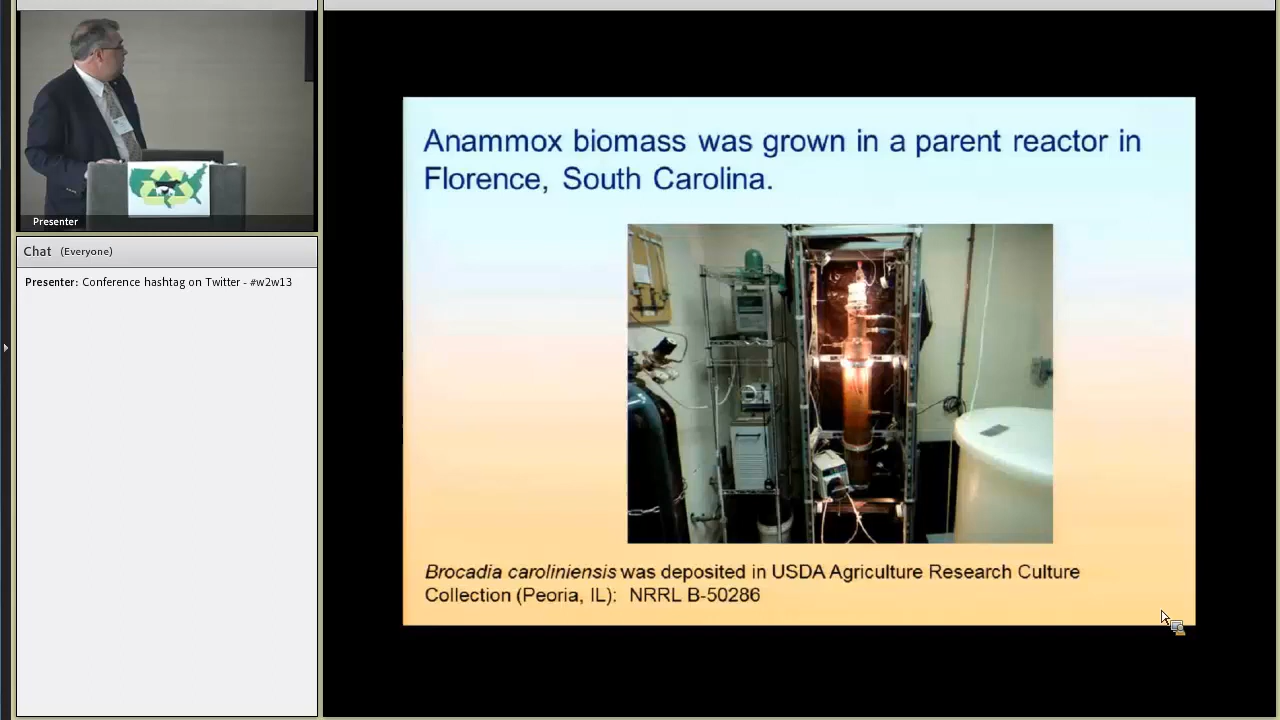 Presenter
Chat (Everyone)
Presenter: Conference hashtag on Twitter - #w2w13
Anammox biomass was grown in a parent reactor in
Florence, South Carolina.
Brocadia caroliniensis was deposited in USDA Agriculture Research Culture
Collection (Peoria, IL): NRRL B-50286